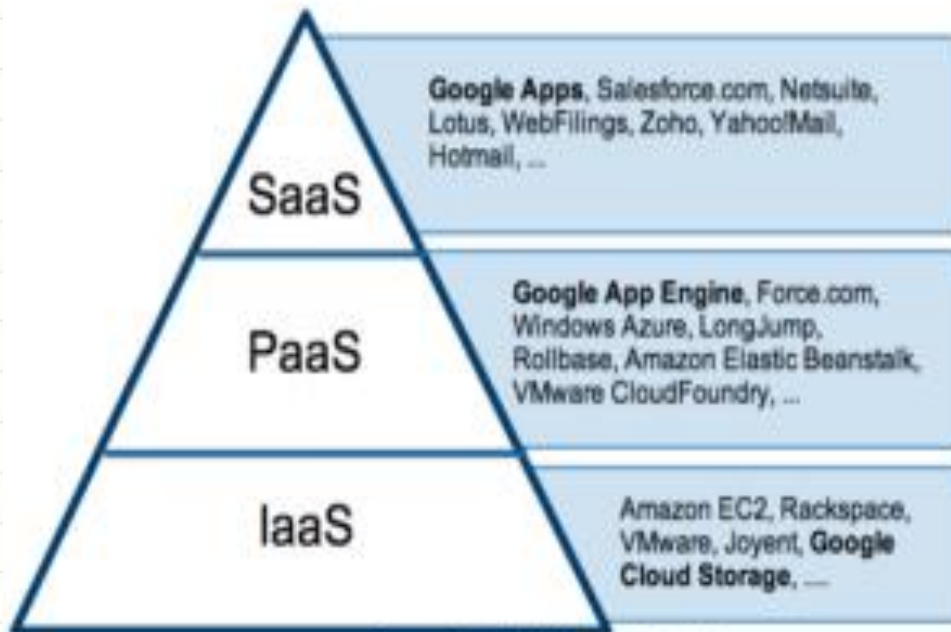 Google Apps, Salesforce.com, Netsuite,
Lotus, WebFilings, Zoho, Yahoo!Mail,
Hotmail, ...
SaaS
Google App Engine, Force.com,
Windows Azure, LongJump,
Rollbase, Amazon Elastic Beanstalk,
VMware CloudFoundry, ...
PaaS
Amazon EC2, Rackspace,
VMware, Joyent, Google
Cloud Storage, ....
IaaS